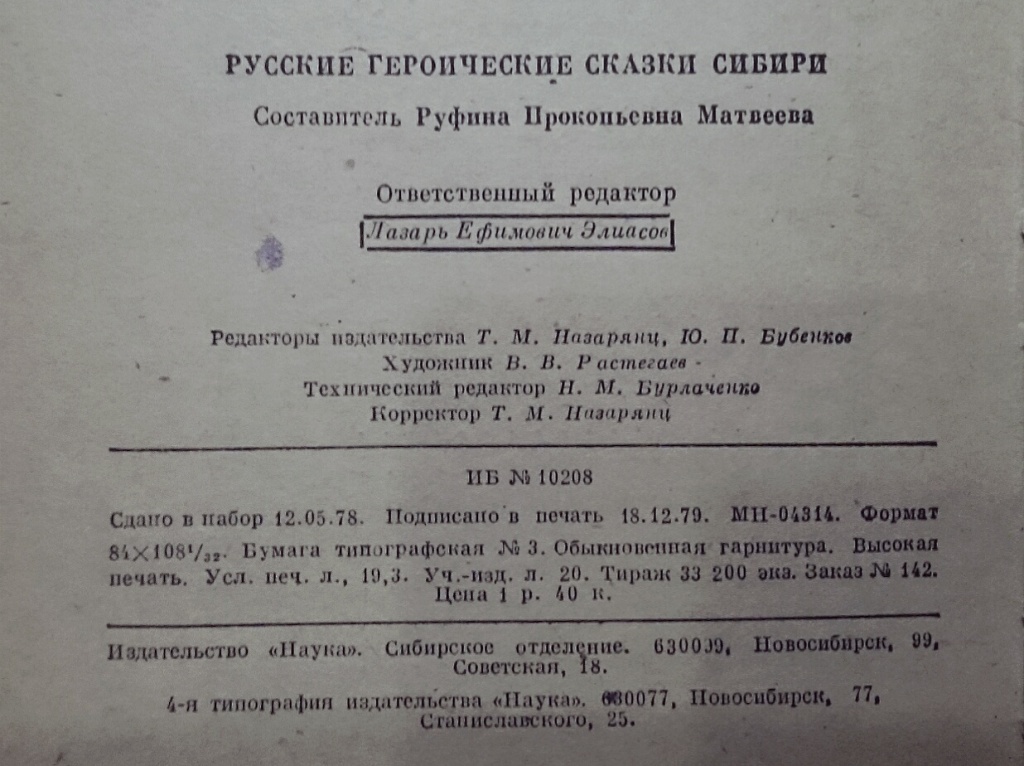 РУССКИЕ ГЕРОИЧЕСКИЕ СКАЗКИ СИБИРИ
Составитель Руфина Прокопьевна Матвеева
Ответственный редактор
Лазарь Ефимович Элиасов
Редакторы издательства Т. М. Назарянц, Ю. П. Бубенков
Художник В. В. Растегаев
Технический редактор Н. М. Бурлаченко
Корректор Т. М. Назарянц
ИБ № 10208
Сдано в набор 12.05.78. Подписано в печать 18.12.79. МН-04314. Формат
84×108¹/₃₂. Бумага типографская № 3. Обыкновенная гарнитура. Высокая
печать. Усл. печ. л., 19,3. Уч.-изд. л. 20. Тираж 33 200 экз. Заказ № 142.
Цена 1 р. 40 к.
Издательство «Наука». Сибирское отделение. 630099, Новосибирск, 99,
Советская, 18.
4-я типография издательства «Наука». 630077, Новосибирск, 77,
Станиславского, 25.